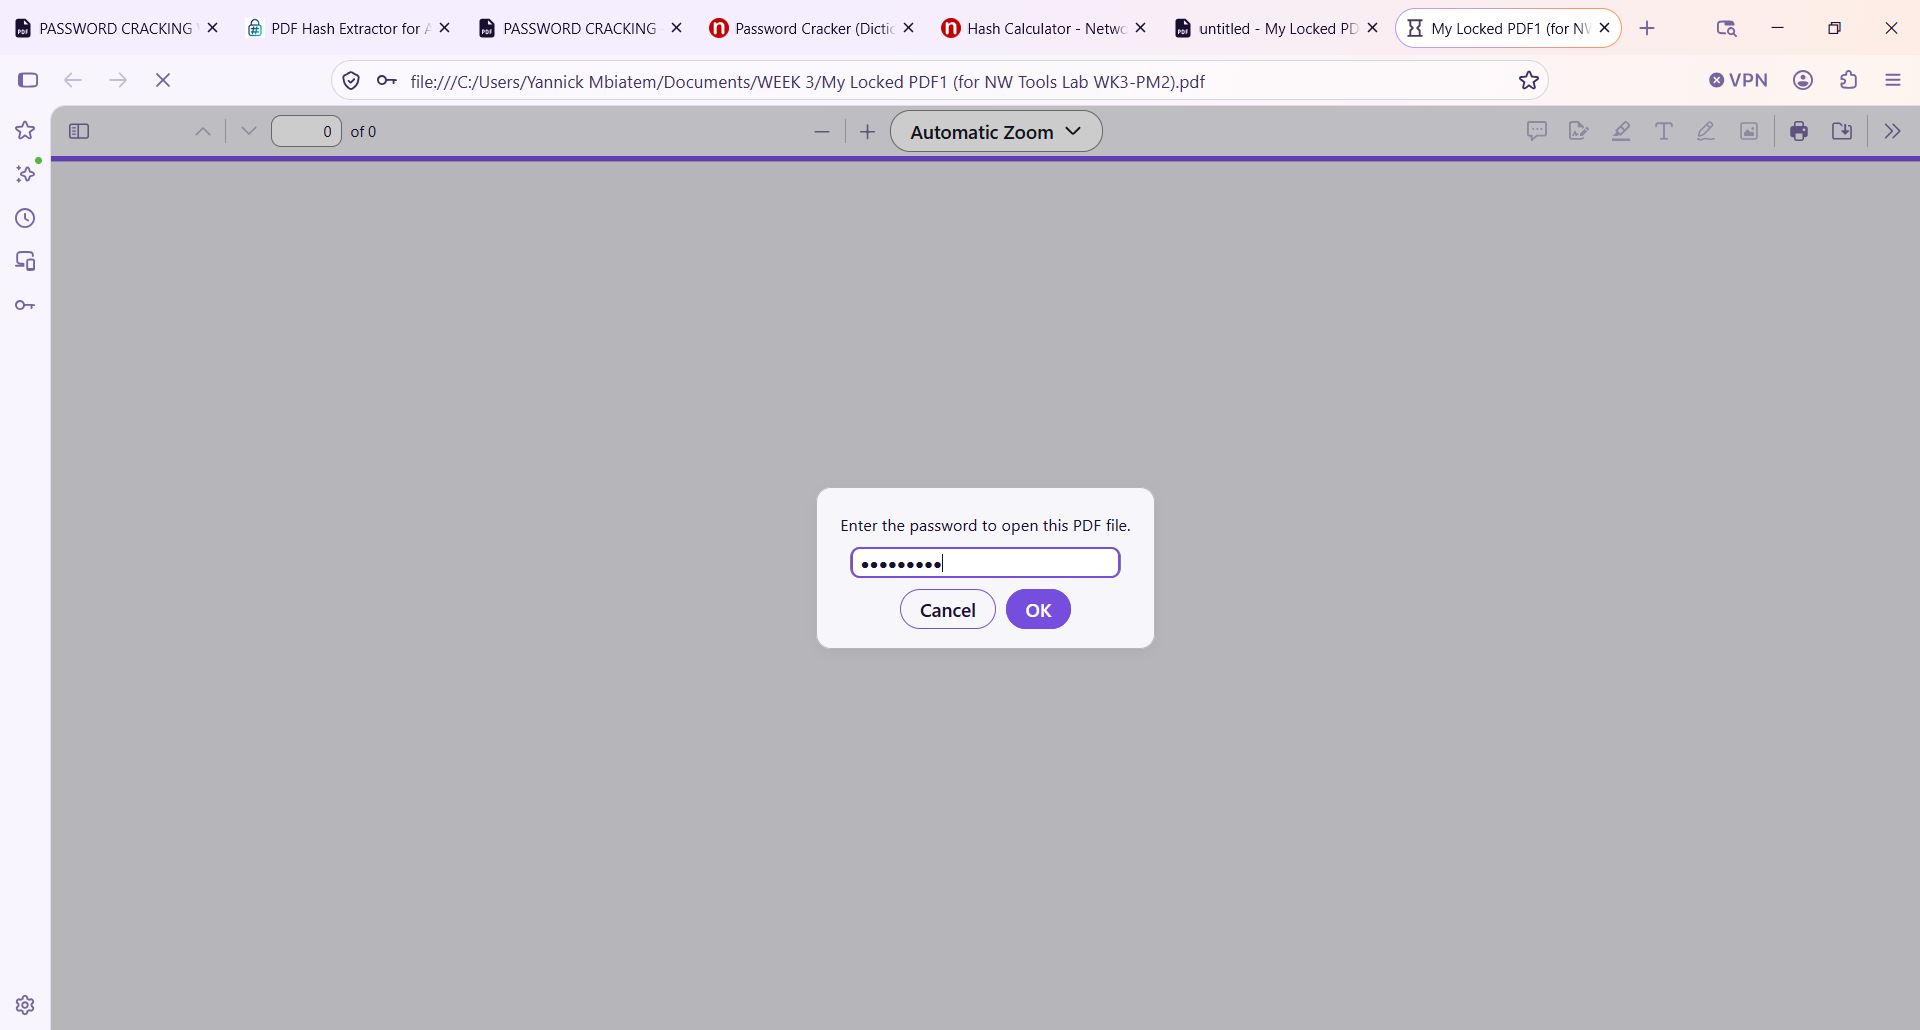 PASSWORD CRACKING
PDF Hash Extractor for
PASSWORD CRACKING
Password Cracker (Dictic
Hash Calculator - Netwo
untitled - My Locked PD
My Locked PDF1 (for NW
file:///C:/Users/Yannick Mbiatem/Documents/WEEK 3/My Locked PDF1 (for NW Tools Lab WK3-PM2).pdf
VPN
0 of 0
Automatic Zoom
Enter the password to open this PDF file.
Cancel
OK